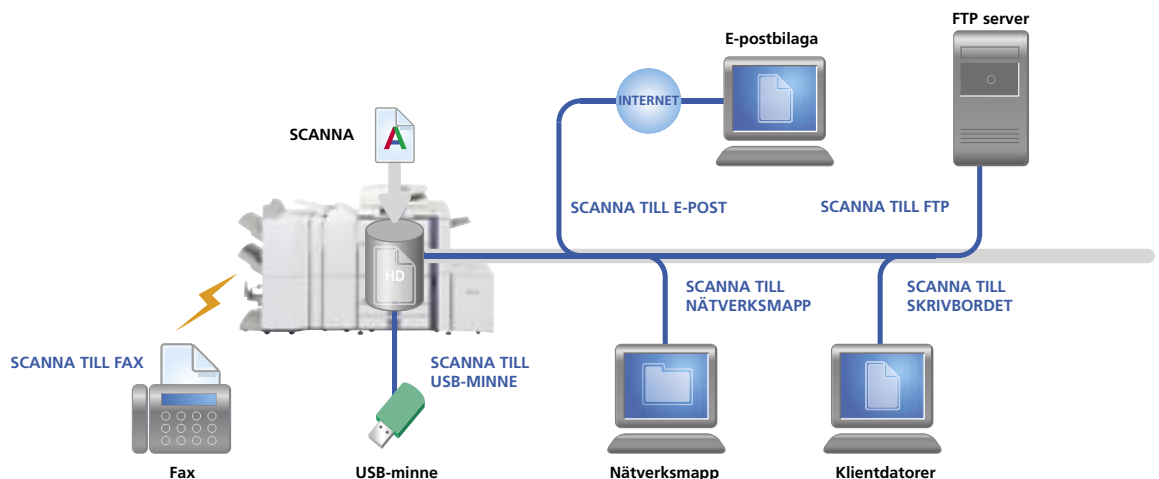 FTP server
E-postbilaga
INTERNET
SCANNA
A
SCANNA TILL E-POST
SCANNA TILL FTP
HD
SCANNA TILL
NÄTVERKSMAPP
SCANNA TILL
SKRIVBORDET
SCANNA TILL FAX
SCANNA TILL
USB-MINNE
Fax
USB-minne
Nätverksmapp
Klientdatorer